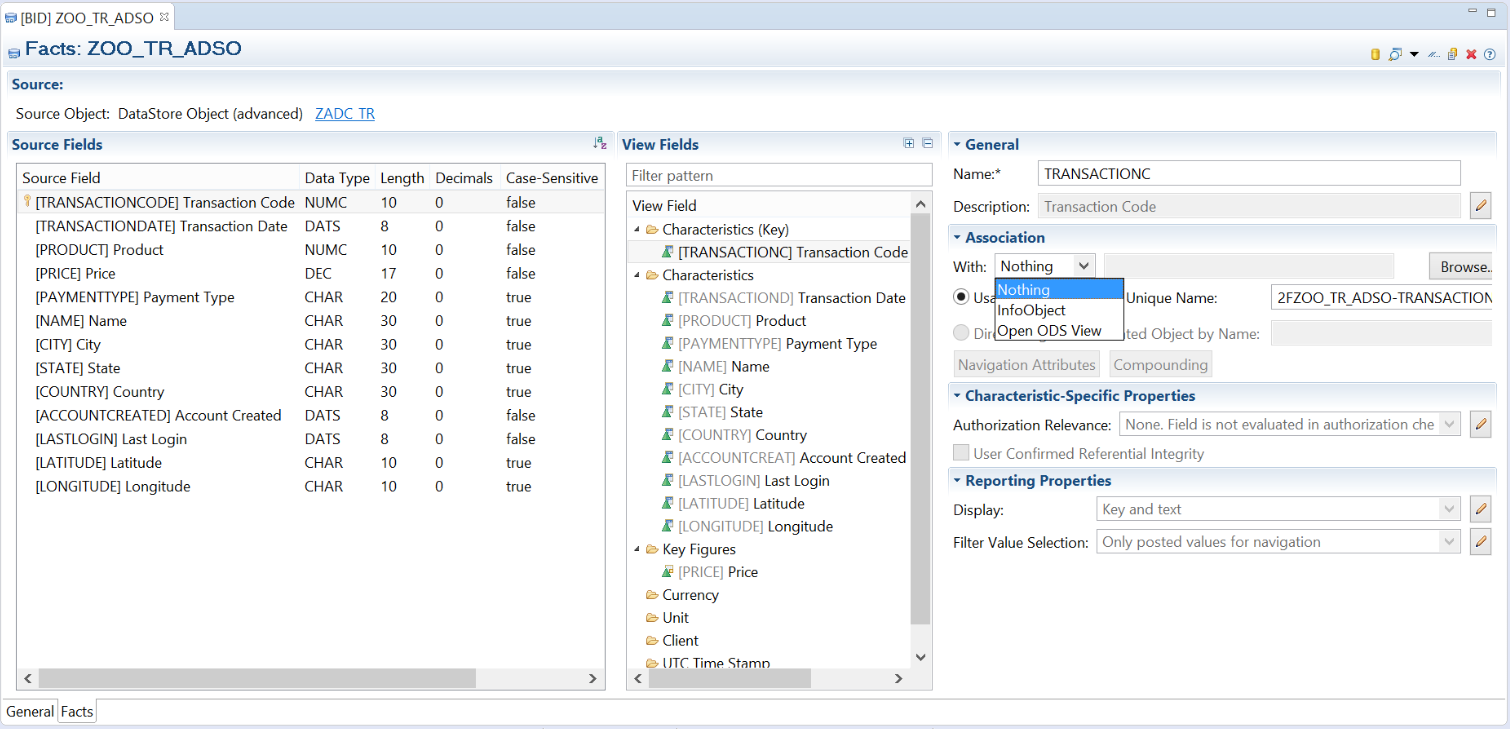 [BID] ZOO_TR_ADSO
Facts: ZOO_TR_ADSO
Source:
Source Object: DataStore Object (advanced) ZADC_TR
Source Fields
Source Field Data Type Length Decimals Case-Sensitive
[TRANSACTIONCODE] Transaction Code NUMC 10 0 false
[TRANSACTIONDATE] Transaction Date DATS 8 0 false
[PRODUCT] Product NUMC 10 0 false
[PRICE] Price DEC 17 0 false
[PAYMENTTYPE] Payment Type CHAR 20 0 true
[NAME] Name CHAR 30 0 true
[CITY] City CHAR 30 0 true
[STATE] State CHAR 30 0 true
[COUNTRY] Country CHAR 30 0 true
[ACCOUNTCREATED] Account Created DATS 8 0 false
[LASTLOGIN] Last Login DATS 8 0 false
[LATITUDE] Latitude CHAR 10 0 true
[LONGITUDE] Longitude CHAR 10 0 true
View Fields
Filter pattern
View Field
Characteristics (Key)
[TRANSACTIONC] Transaction Code
Characteristics
[TRANSACTIOND] Transaction Date
[PRODUCT] Product
[PAYMENTTYPE] Payment Type
[NAME] Name
[CITY] City
[STATE] State
[COUNTRY] Country
[ACCOUNTCREAT] Account Created
[LASTLOGIN] Last Login
[LATITUDE] Latitude
[LONGITUDE] Longitude
Key Figures
[PRICE] Price
Currency
Unit
Client
UTC Time Stamp
General
Name:* TRANSACTIONC
Description: Transaction Code
Association
With: Nothing Browse..
Nothing
InfoObject
Open ODS View
Usa Unique Name: 2FZOO_TR_ADSO-TRANSACTION
Dire ted Object by Name:
Navigation Attributes Compounding
Characteristic-Specific Properties
Authorization Relevance: None. Field is not evaluated in authorization che
User Confirmed Referential Integrity
Reporting Properties
Display: Key and text
Filter Value Selection: Only posted values for navigation
General Facts